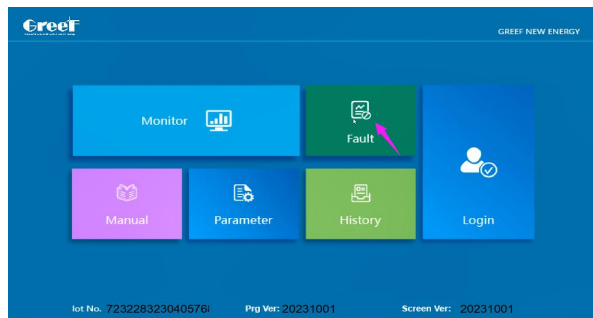 GreeF
GREEF NEW ENERGY
Monitor
Fault
Manual
Parameter
History
Login
lot No. 723228323040576
Prg Ver: 20231001
Screen Ver: 20231001